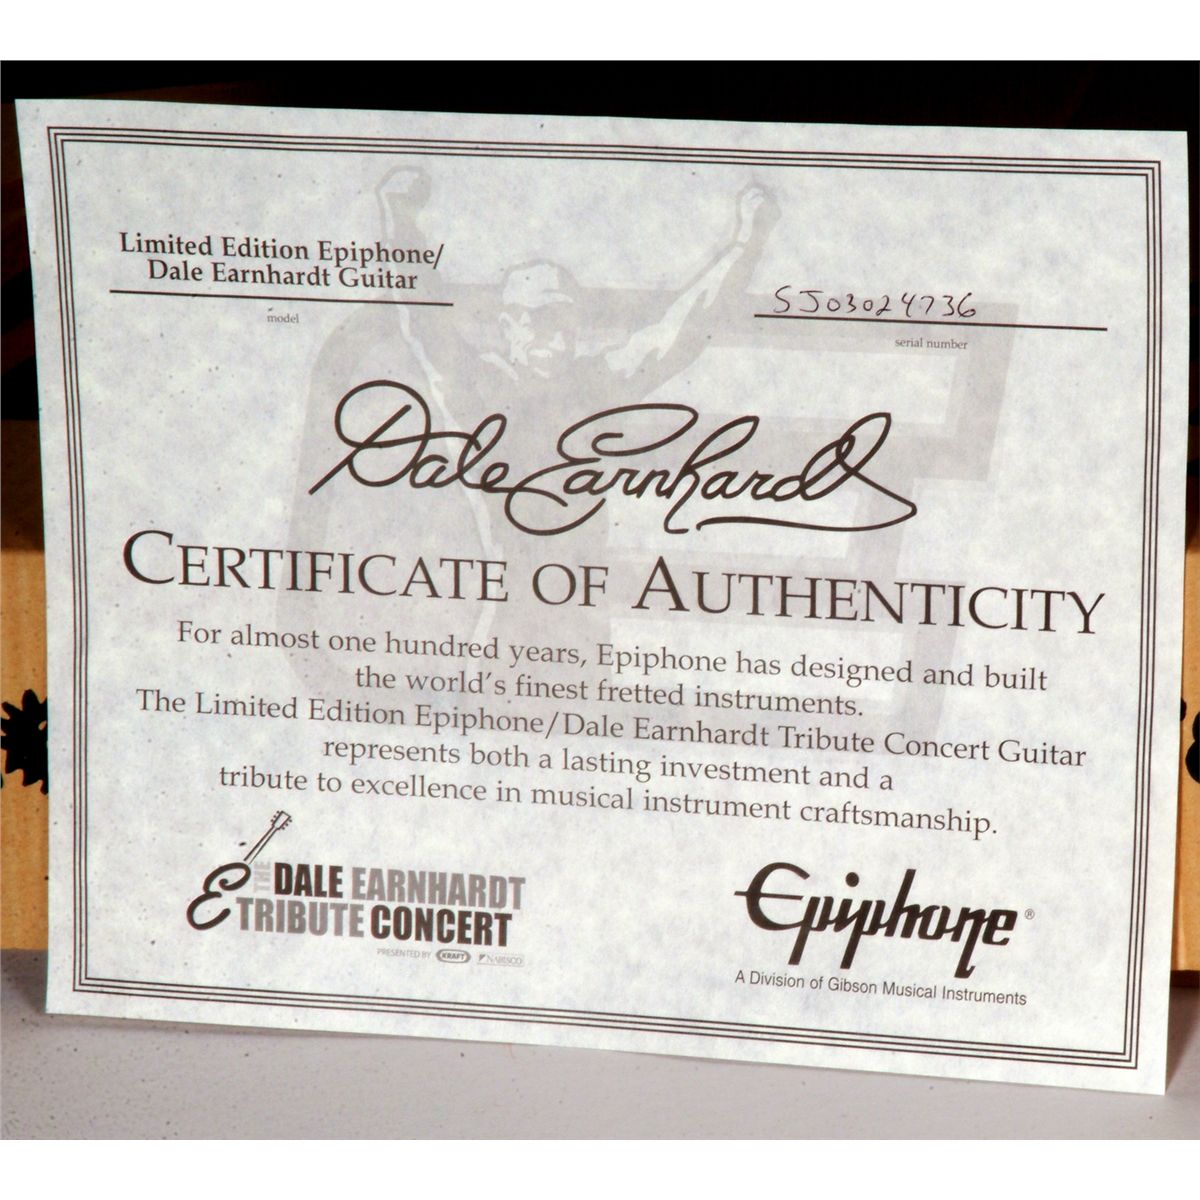 Limited Edition Epiphone/
Dale Earnhardt Guitar
model
SJ03024736
serial number
Dale Earnhardt
CERTIFICATE OF AUTHENTICITY
For almost one hundred years, Epiphone has designed and built
the world's finest fretted instruments.
The Limited Edition Epiphone/Dale Earnhardt Tribute Concert Guitar
represents both a lasting investment and a
tribute to excellence in musical instrument craftsmanship.
THE DALE EARNHARDT
TRIBUTE CONCERT
PRESENTED BY KRAFT NABISCO
Epiphone®
A Division of Gibson Musical Instruments